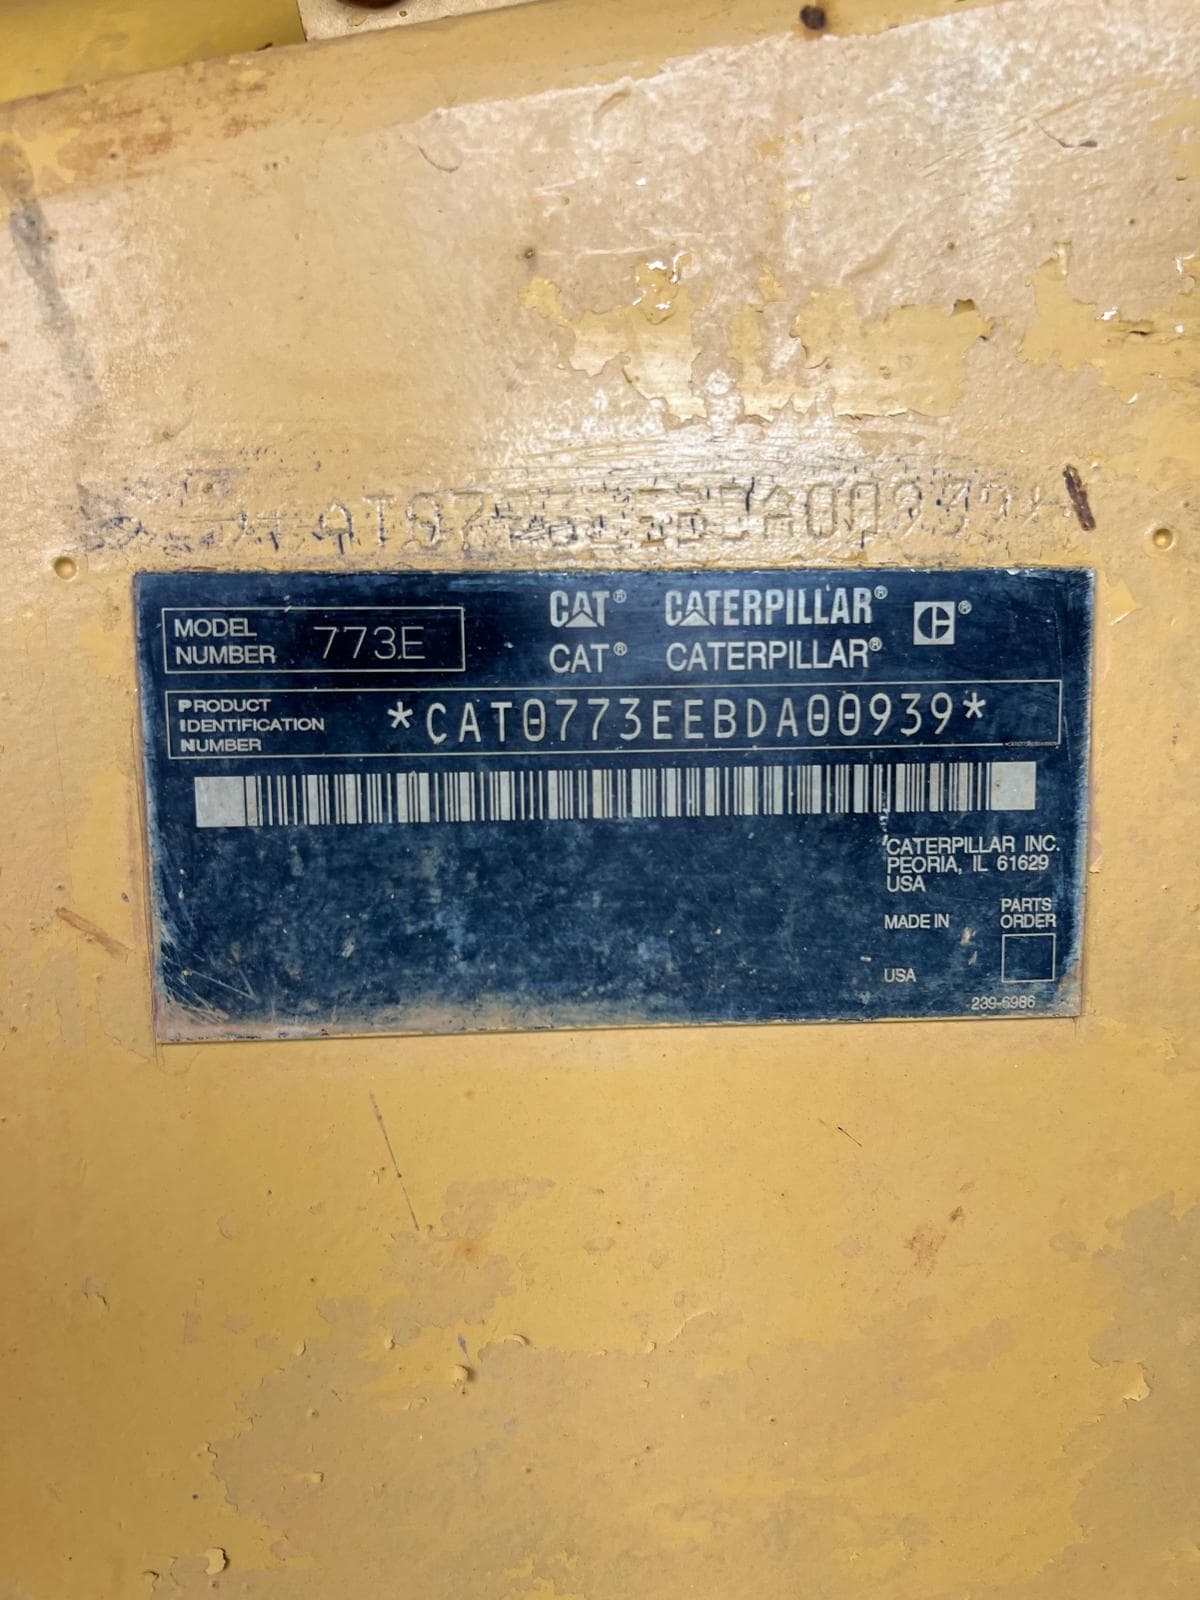 MODEL NUMBER 773E
CAT® CATERPILLAR® ®
CAT® CATERPILLAR®
PRODUCT
IDENTIFICATION
NUMBER
*CAT0773EEBDA00939*
CATERPILLAR INC.
PEORIA, IL 61629
USA
MADE IN
USA
PARTS
ORDER
239-6986